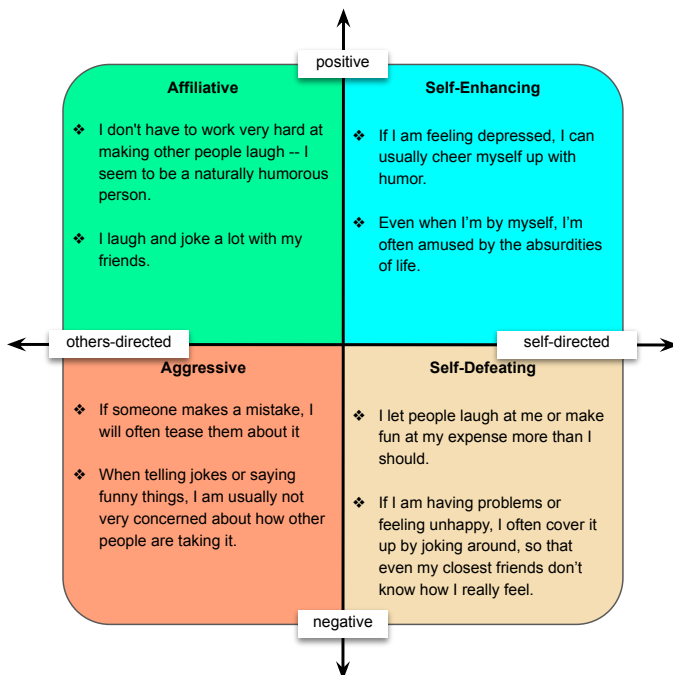 positive
Affiliative
❖ I don't have to work very hard at
making other people laugh -- I
seem to be a naturally humorous
person.
❖ I laugh and joke a lot with my
friends.
Self-Enhancing
❖ If I am feeling depressed, I can
usually cheer myself up with
humor.
❖ Even when I’m by myself, I’m
often amused by the absurdities
of life.
others-directed
self-directed
Aggressive
❖ If someone makes a mistake, I
will often tease them about it
❖ When telling jokes or saying
funny things, I am usually not
very concerned about how other
people are taking it.
Self-Defeating
❖ I let people laugh at me or make
fun at my expense more than I
should.
❖ If I am having problems or
feeling unhappy, I often cover it
up by joking around, so that
even my closest friends don’t
know how I really feel.
negative